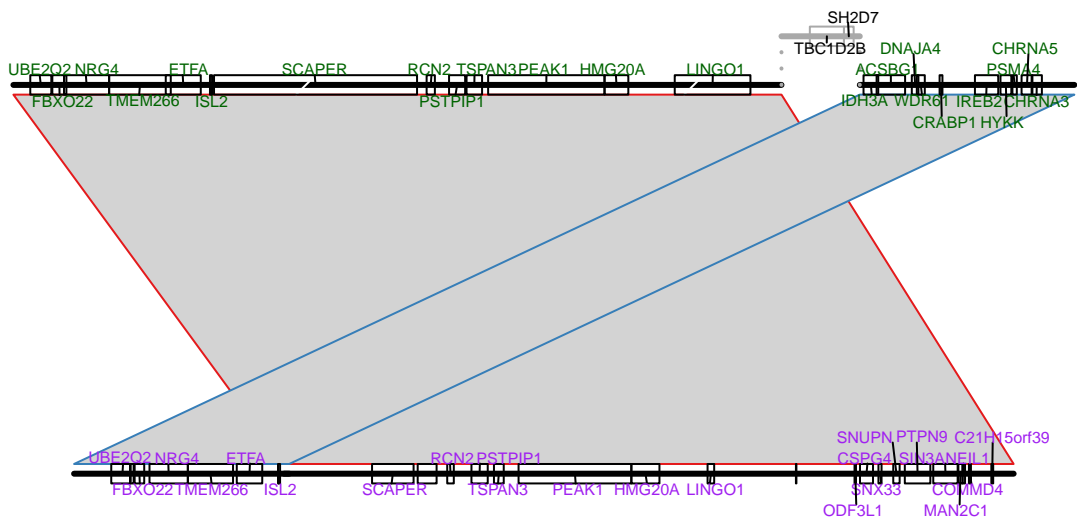 SH2D7
TBC1D2B
DNAJA4 CHRNA5
UBE2Q2 NRG4 ETFA SCAPER RCN2 TSPAN3 PEAK1 HMG20A LINGO1 ACSBG1 PSMA4
FBXO22 TMEM266 ISL2 PSTPIP1 IDH3A WDR61 IREB2 CHRNA3
CRABP1 HYKK
SNUPN PTPN9 C21H15orf39
UBE2Q2 NRG4 ETFA RCN2 PSTPIP1 CSPG4 SIN3A NEIL1
FBXO22 TMEM266 ISL2 SCAPER TSPAN3 PEAK1 HMG20A LINGO1 SNX33 COMMD4
ODF3L1 MAN2C1